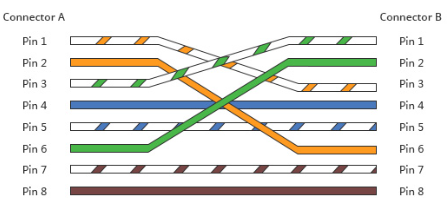 Connector A Connector B
Pin 1 Pin 1
Pin 2 Pin 2
Pin 3 Pin 3
Pin 4 Pin 4
Pin 5 Pin 5
Pin 6 Pin 6
Pin 7 Pin 7
Pin 8 Pin 8